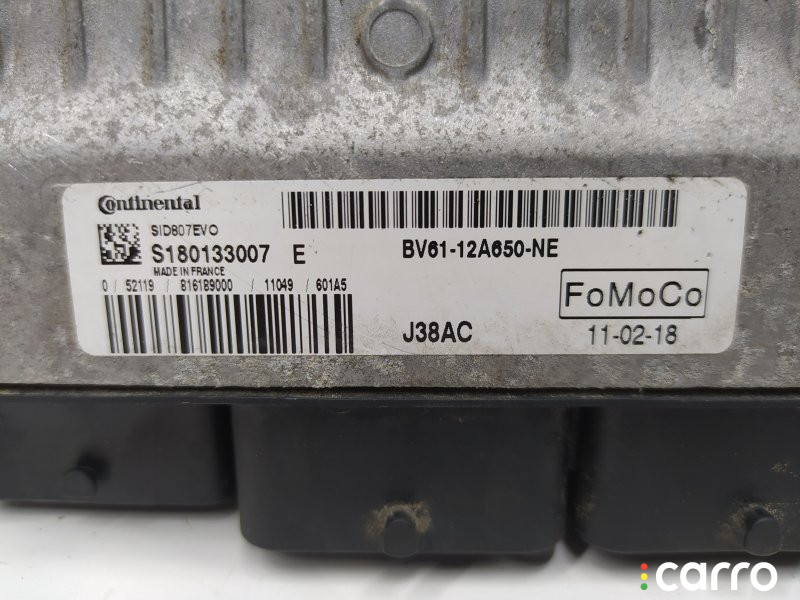 Continental
SID807EVO
S180133007 E
MADE IN FRANCE
0 / 52119 / 816189000 / 11049 / 601A5
BV61-12A650-NE
FoMoCo
J38AC
11-02-18
carro